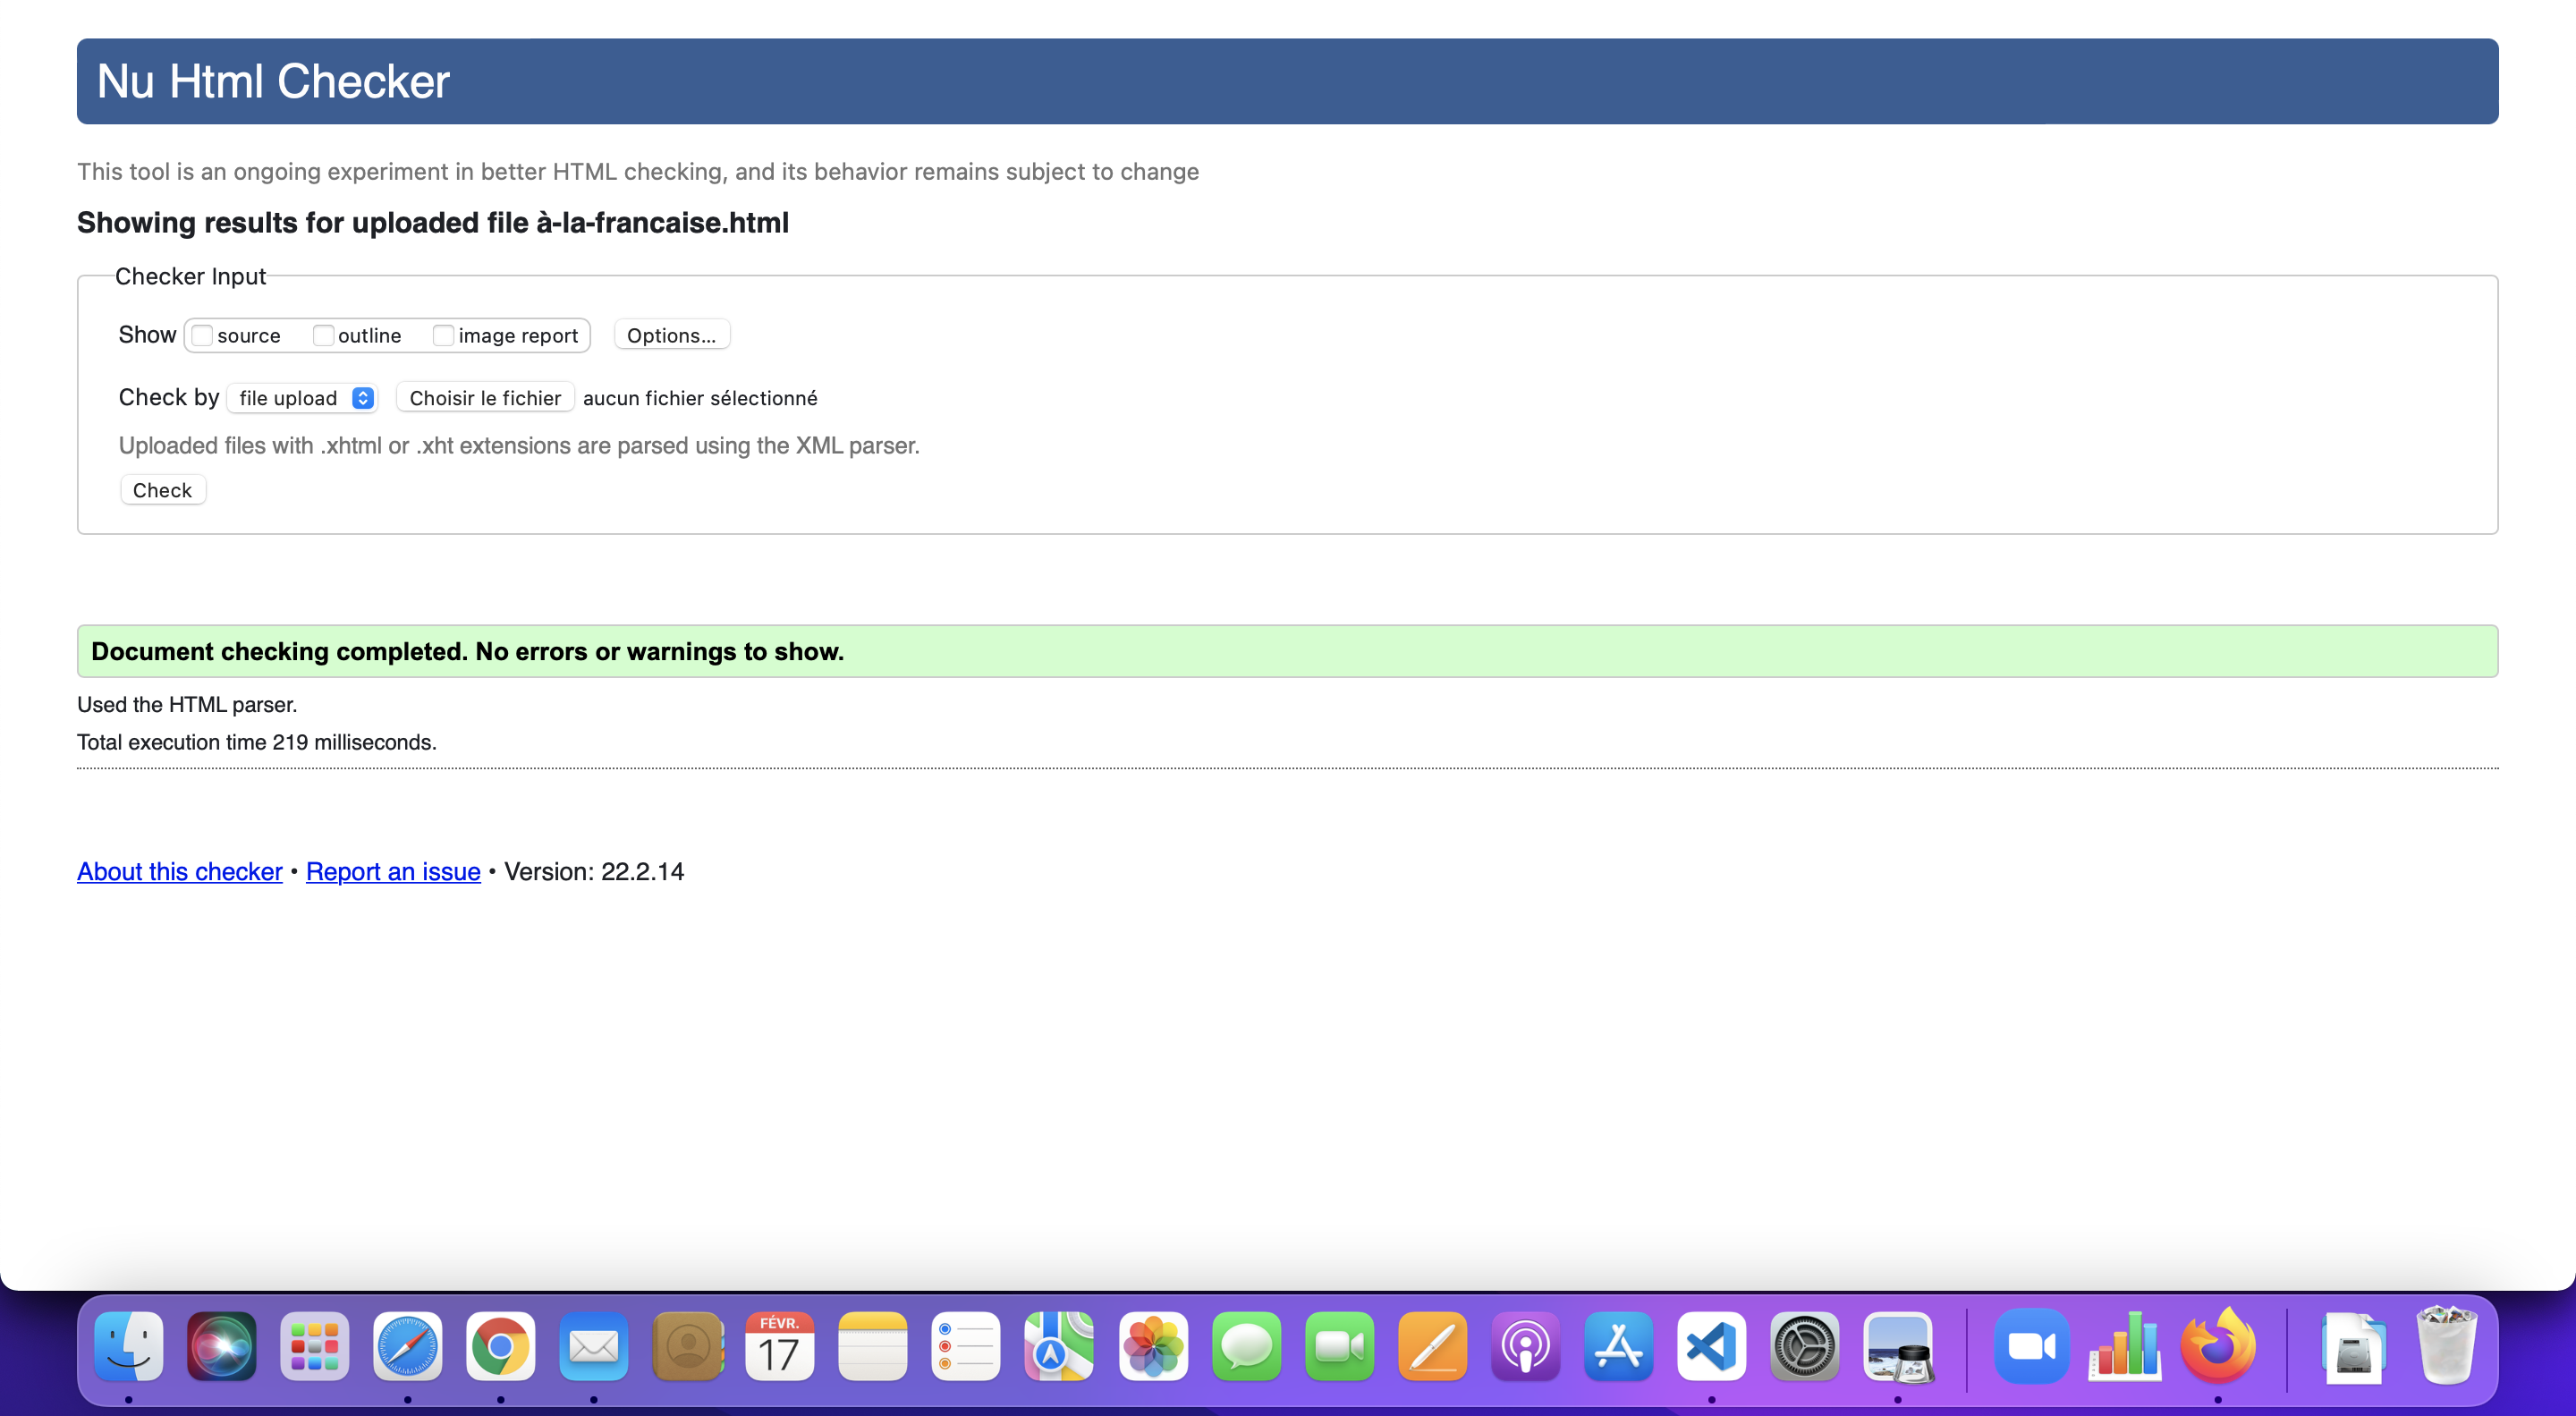 Nu Html Checker
This tool is an ongoing experiment in better HTML checking, and its behavior remains subject to change
Showing results for uploaded file à-la-francaise.html
Checker Input
Show source outline image report Options...
Check by file upload Choisir le fichier aucun fichier sélectionné
Uploaded files with .xhtml or .xht extensions are parsed using the XML parser.
Check
Document checking completed. No errors or warnings to show.
Used the HTML parser.
Total execution time 219 milliseconds.
About this checker • Report an issue • Version: 22.2.14
FÉVR.
17